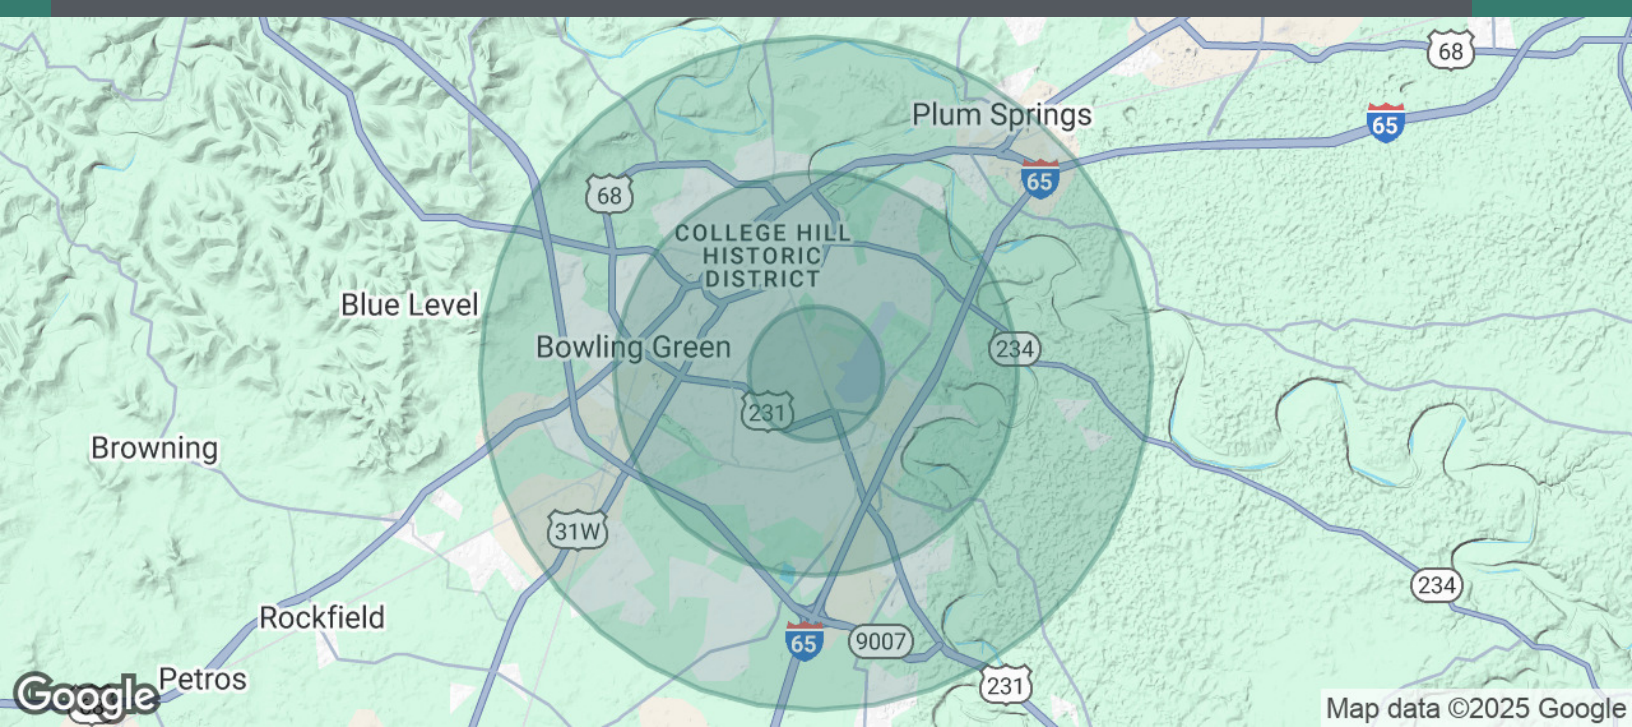 68
Plum Springs
65
65
68
COLLEGE HILL
HISTORIC
DISTRICT
Blue Level
Bowling Green
234
231
Browning
31W
234
Rockfield
65
9007
Petros
231
Google
Map data ©2025 Google